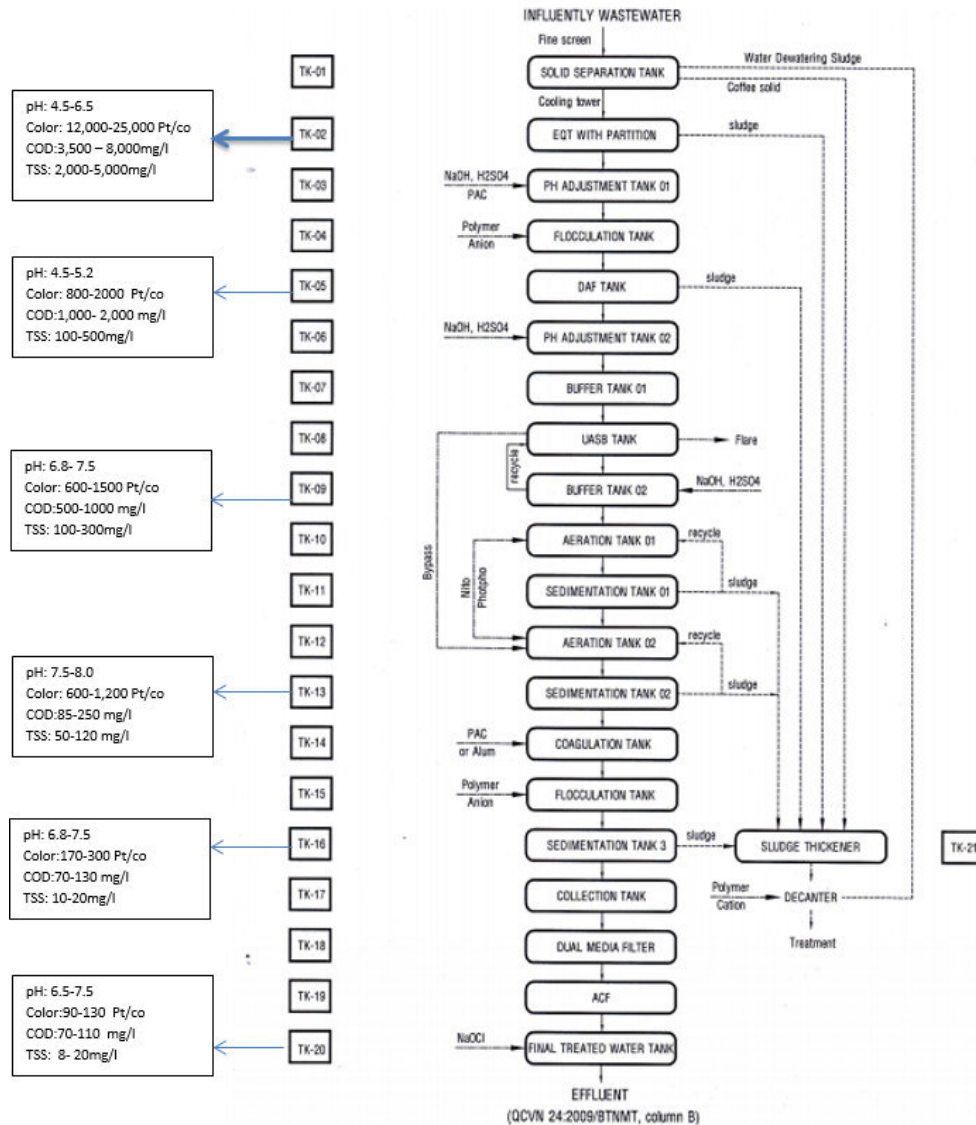 INFLUENTLY WASTEWATER
Fine screen
Water Dewatering Sludge
TK-01
SOLID SEPARATION TANK
Coffee solid
Cooling tower
pH: 4.5-6.5
Color: 12,000-25,000 Pt/co
COD:3,500 – 8,000mg/l
TSS: 2,000-5,000mg/l
TK-02
EQT WITH PARTITION
sludge
TK-03
NaOH, H2SO4
PAC
PH ADJUSTMENT TANK 01
TK-04
Polymer
Anion
FLOCCULATION TANK
pH: 4.5-5.2
Color: 800-2000 Pt/co
COD:1,000- 2,000 mg/l
TSS: 100-500mg/l
TK-05
DAF TANK
sludge
TK-06
NaOH, H2SO4
PH ADJUSTMENT TANK 02
TK-07
BUFFER TANK 01
TK-08
UASB TANK
Flare
recycle
pH: 6.8- 7.5
Color: 600-1500 Pt/co
COD:500-1000 mg/l
TSS: 100-300mg/l
TK-09
BUFFER TANK 02
NaOH, H2SO4
TK-10
AERATION TANK 01
recycle
Bypass
Nito
Photpho
TK-11
SEDIMENTATION TANK 01
sludge
TK-12
AERATION TANK 02
recycle
pH: 7.5-8.0
Color: 600-1,200 Pt/co
COD:85-250 mg/l
TSS: 50-120 mg/l
TK-13
SEDIMENTATION TANK 02
sludge
TK-14
PAC
or Alum
COAGULATION TANK
TK-15
Polymer
Anion
FLOCCULATION TANK
pH: 6.8-7.5
Color:170-300 Pt/co
COD:70-130 mg/l
TSS: 10-20mg/l
TK-16
SEDIMENTATION TANK 3
sludge
SLUDGE THICKENER
TK-21
TK-17
COLLECTION TANK
Polymer
Cation
DECANTER
TK-18
DUAL MEDIA FILTER
Treatment
pH: 6.5-7.5
Color:90-130 Pt/co
COD:70-110 mg/l
TSS: 8- 20mg/l
TK-19
ACF
TK-20
NaOCl
FINAL TREATED WATER TANK
EFFLUENT
(QCVN 24:2009/BTNMT, column B)